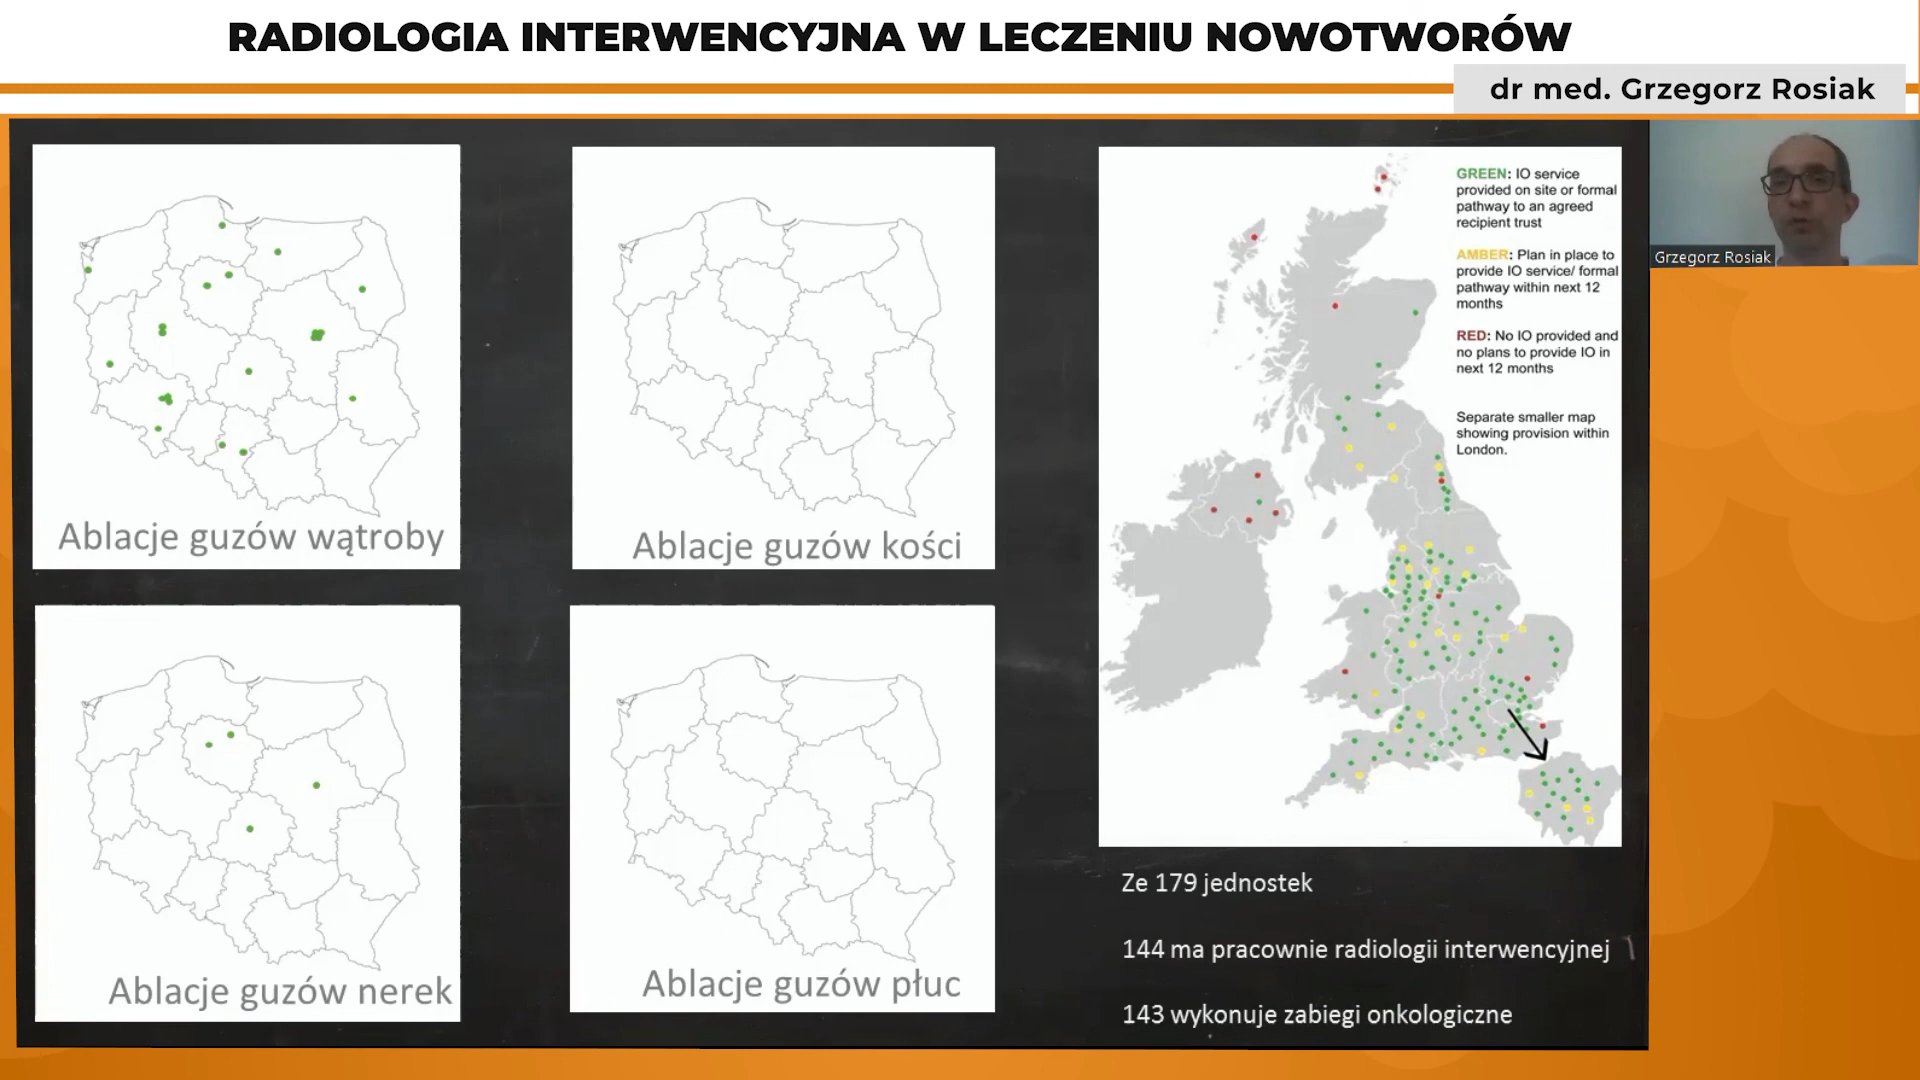 RADIOLOGIA INTERWENCYJNA W LECZENIU NOWOTWORÓW
dr med. Grzegorz Rosiak
Grzegorz Rosiak
Ablacje guzów wątroby
Ablacje guzów kości
Ablacje guzów nerek
Ablacje guzów płuc
GREEN: IO service
provided on site or formal
pathway to an agreed
recipient trust
AMBER: Plan in place to
provide IO service/ formal
pathway within next 12
months
RED: No IO provided and
no plans to provide IO in
next 12 months
Separate smaller map
showing provision within
London.
Ze 179 jednostek
144 ma pracownie radiologii interwencyjnej
143 wykonuje zabiegi onkologiczne